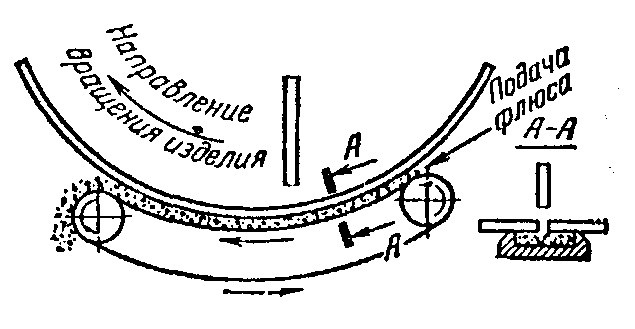 Направление
вращения изделия
Подача
флюса
А-А
А
А